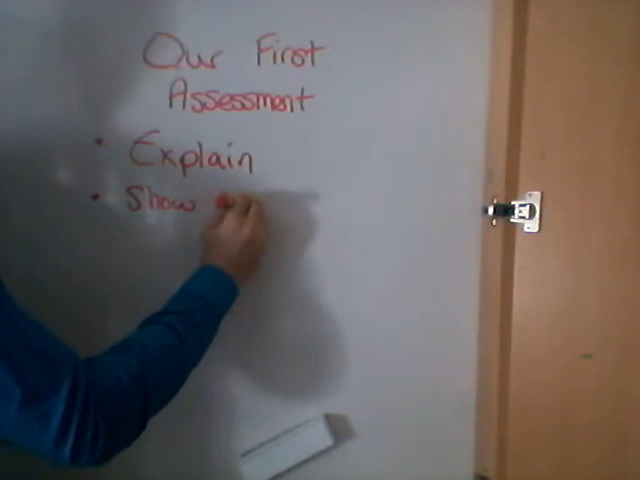 Our First
Assessment
• Explain
• Show